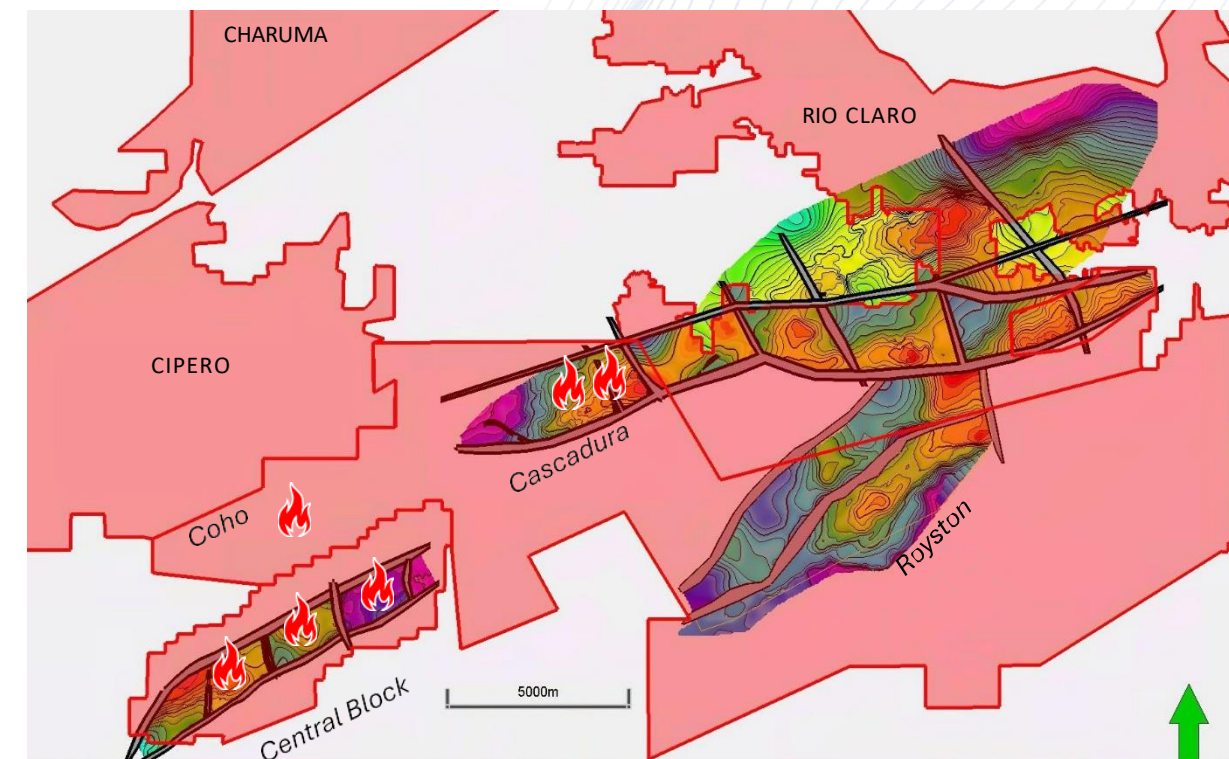 CHARUMA
RIO CLARO
CIPERO
Cascadura
Coho
Royston
Central Block
5000m